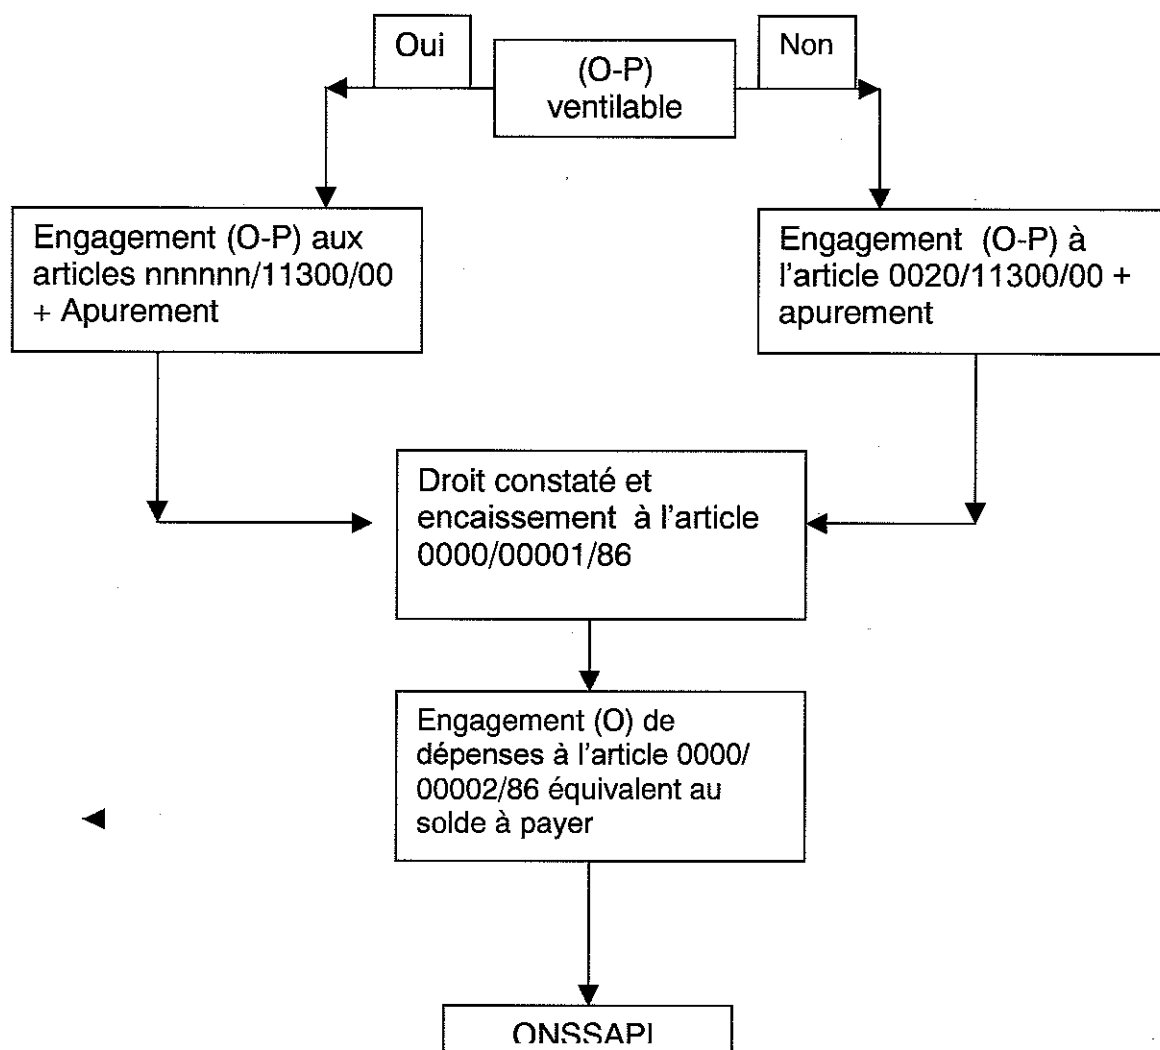 Oui
(O-P)
ventilable
Non
Engagement (O-P) aux
articles nnnnnn/11300/00
+ Apurement
Engagement (O-P) à
l'article 0020/11300/00 +
apurement
Droit constaté et
encaissement à l'article
0000/00001/86
Engagement (O) de
dépenses à l'article 0000/
00002/86 équivalent au
solde à payer
ONSSAPL